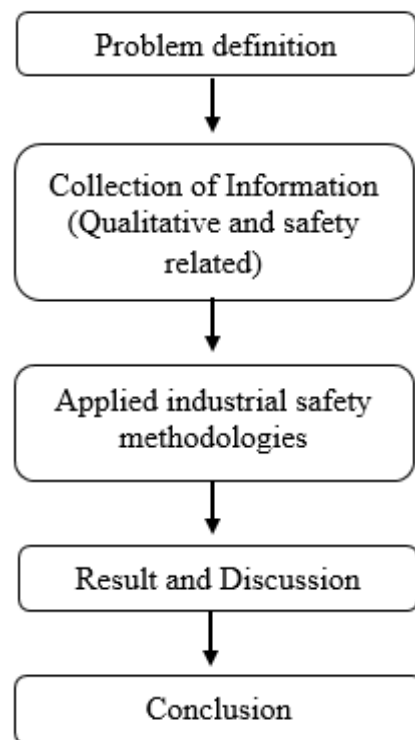 Problem definition
Collection of Information
(Qualitative and safety
related)
Applied industrial safety
methodologies
Result and Discussion
Conclusion